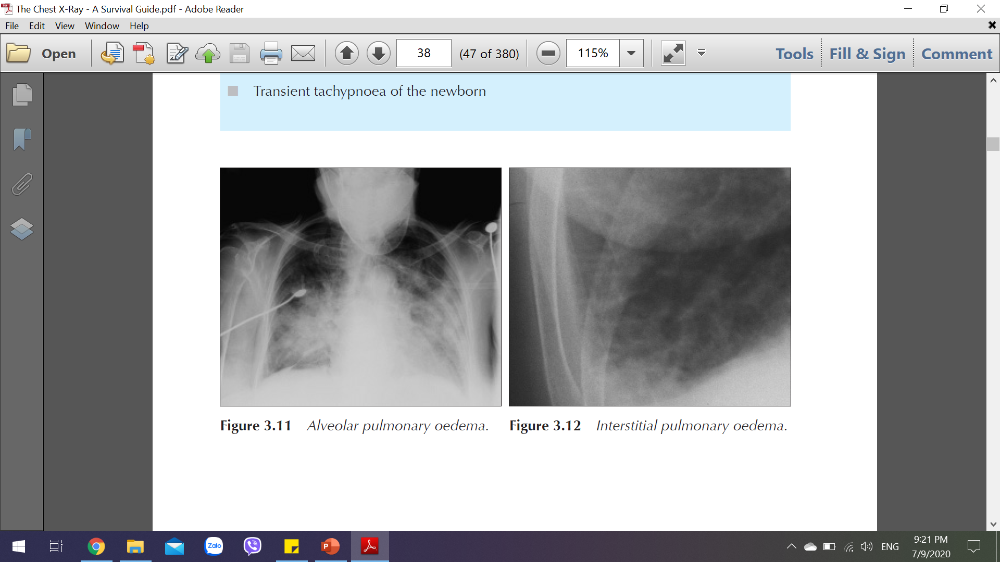 The Chest X-Ray - A Survival Guide.pdf - Adobe Reader
File Edit View Window Help
Open 38 (47 of 380) 115% Tools Fill & Sign Comment
Transient tachypnoea of the newborn
Figure 3.11 Alveolar pulmonary oedema.
Figure 3.12 Interstitial pulmonary oedema.
Zalo
ENG
9:21 PM
7/9/2020